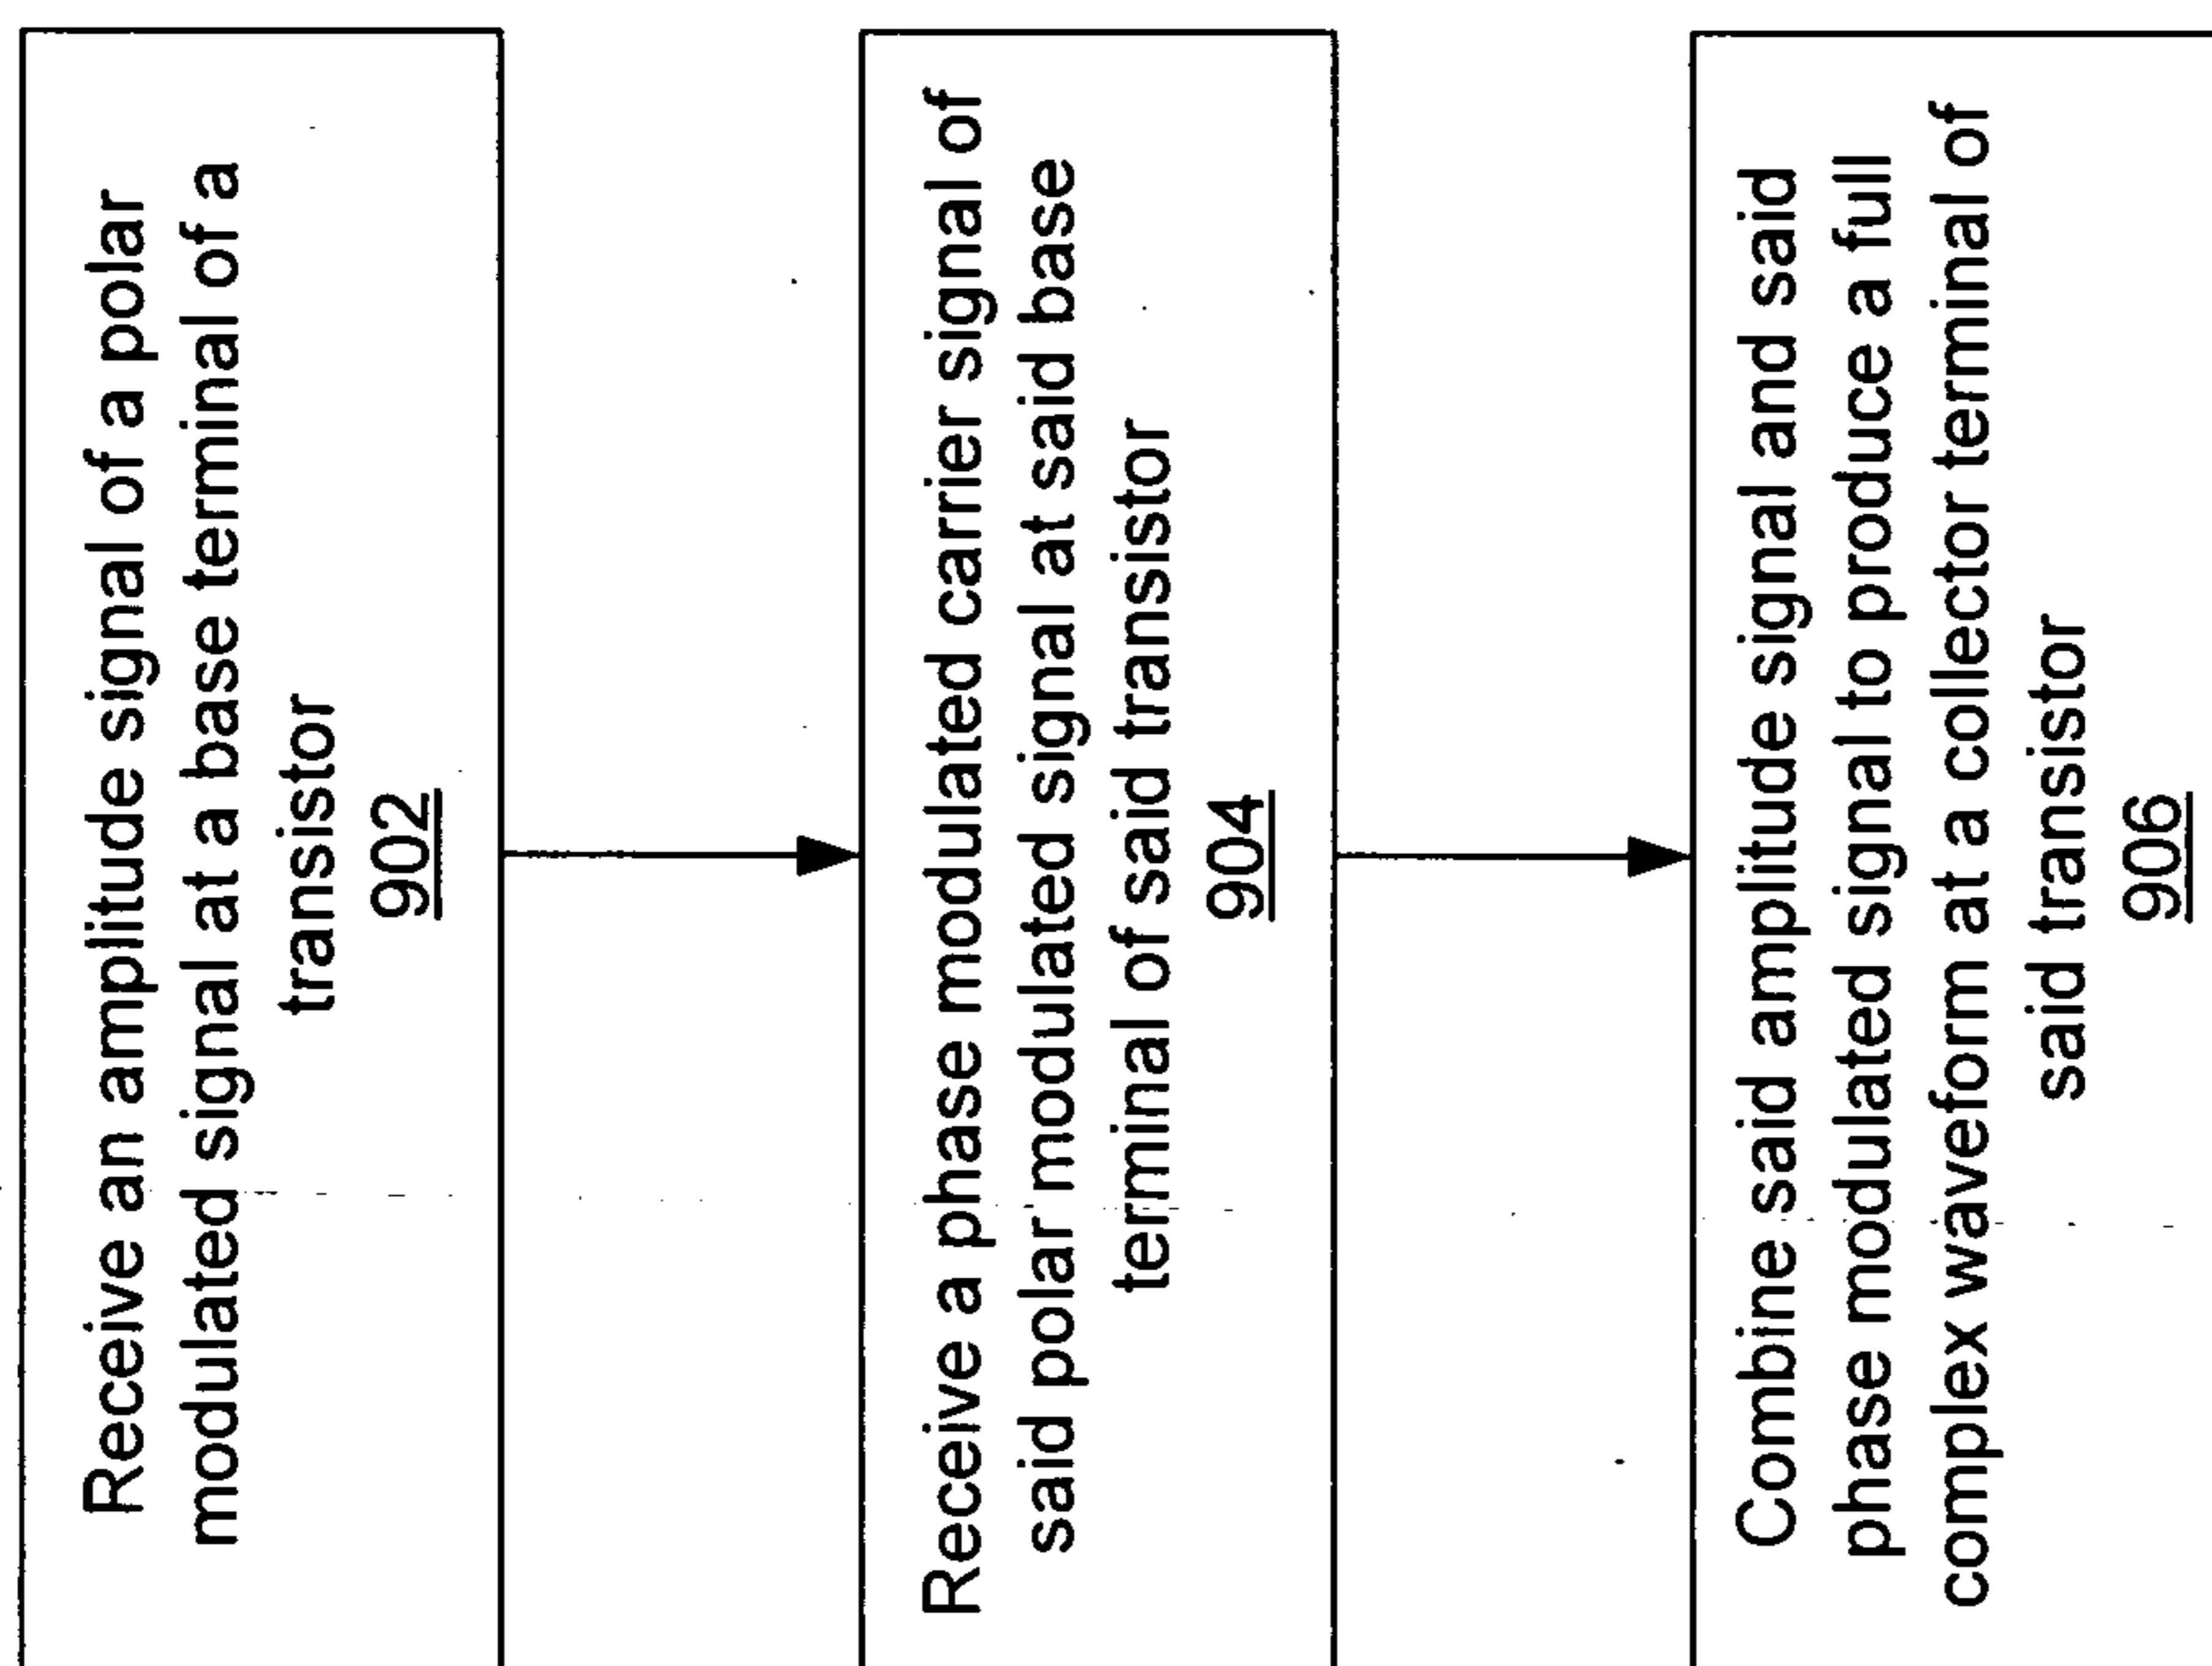 Receive an amplitude signal of a polar
modulated signal at a base terminal of a
transistor
902
Receive a phase modulated carrier signal of
said polar modulated signal at said base
terminal of said transistor
904
Combine said amplitude signal and said
phase modulated signal to produce a full
complex waveform at a collector terminal of
said transistor
906